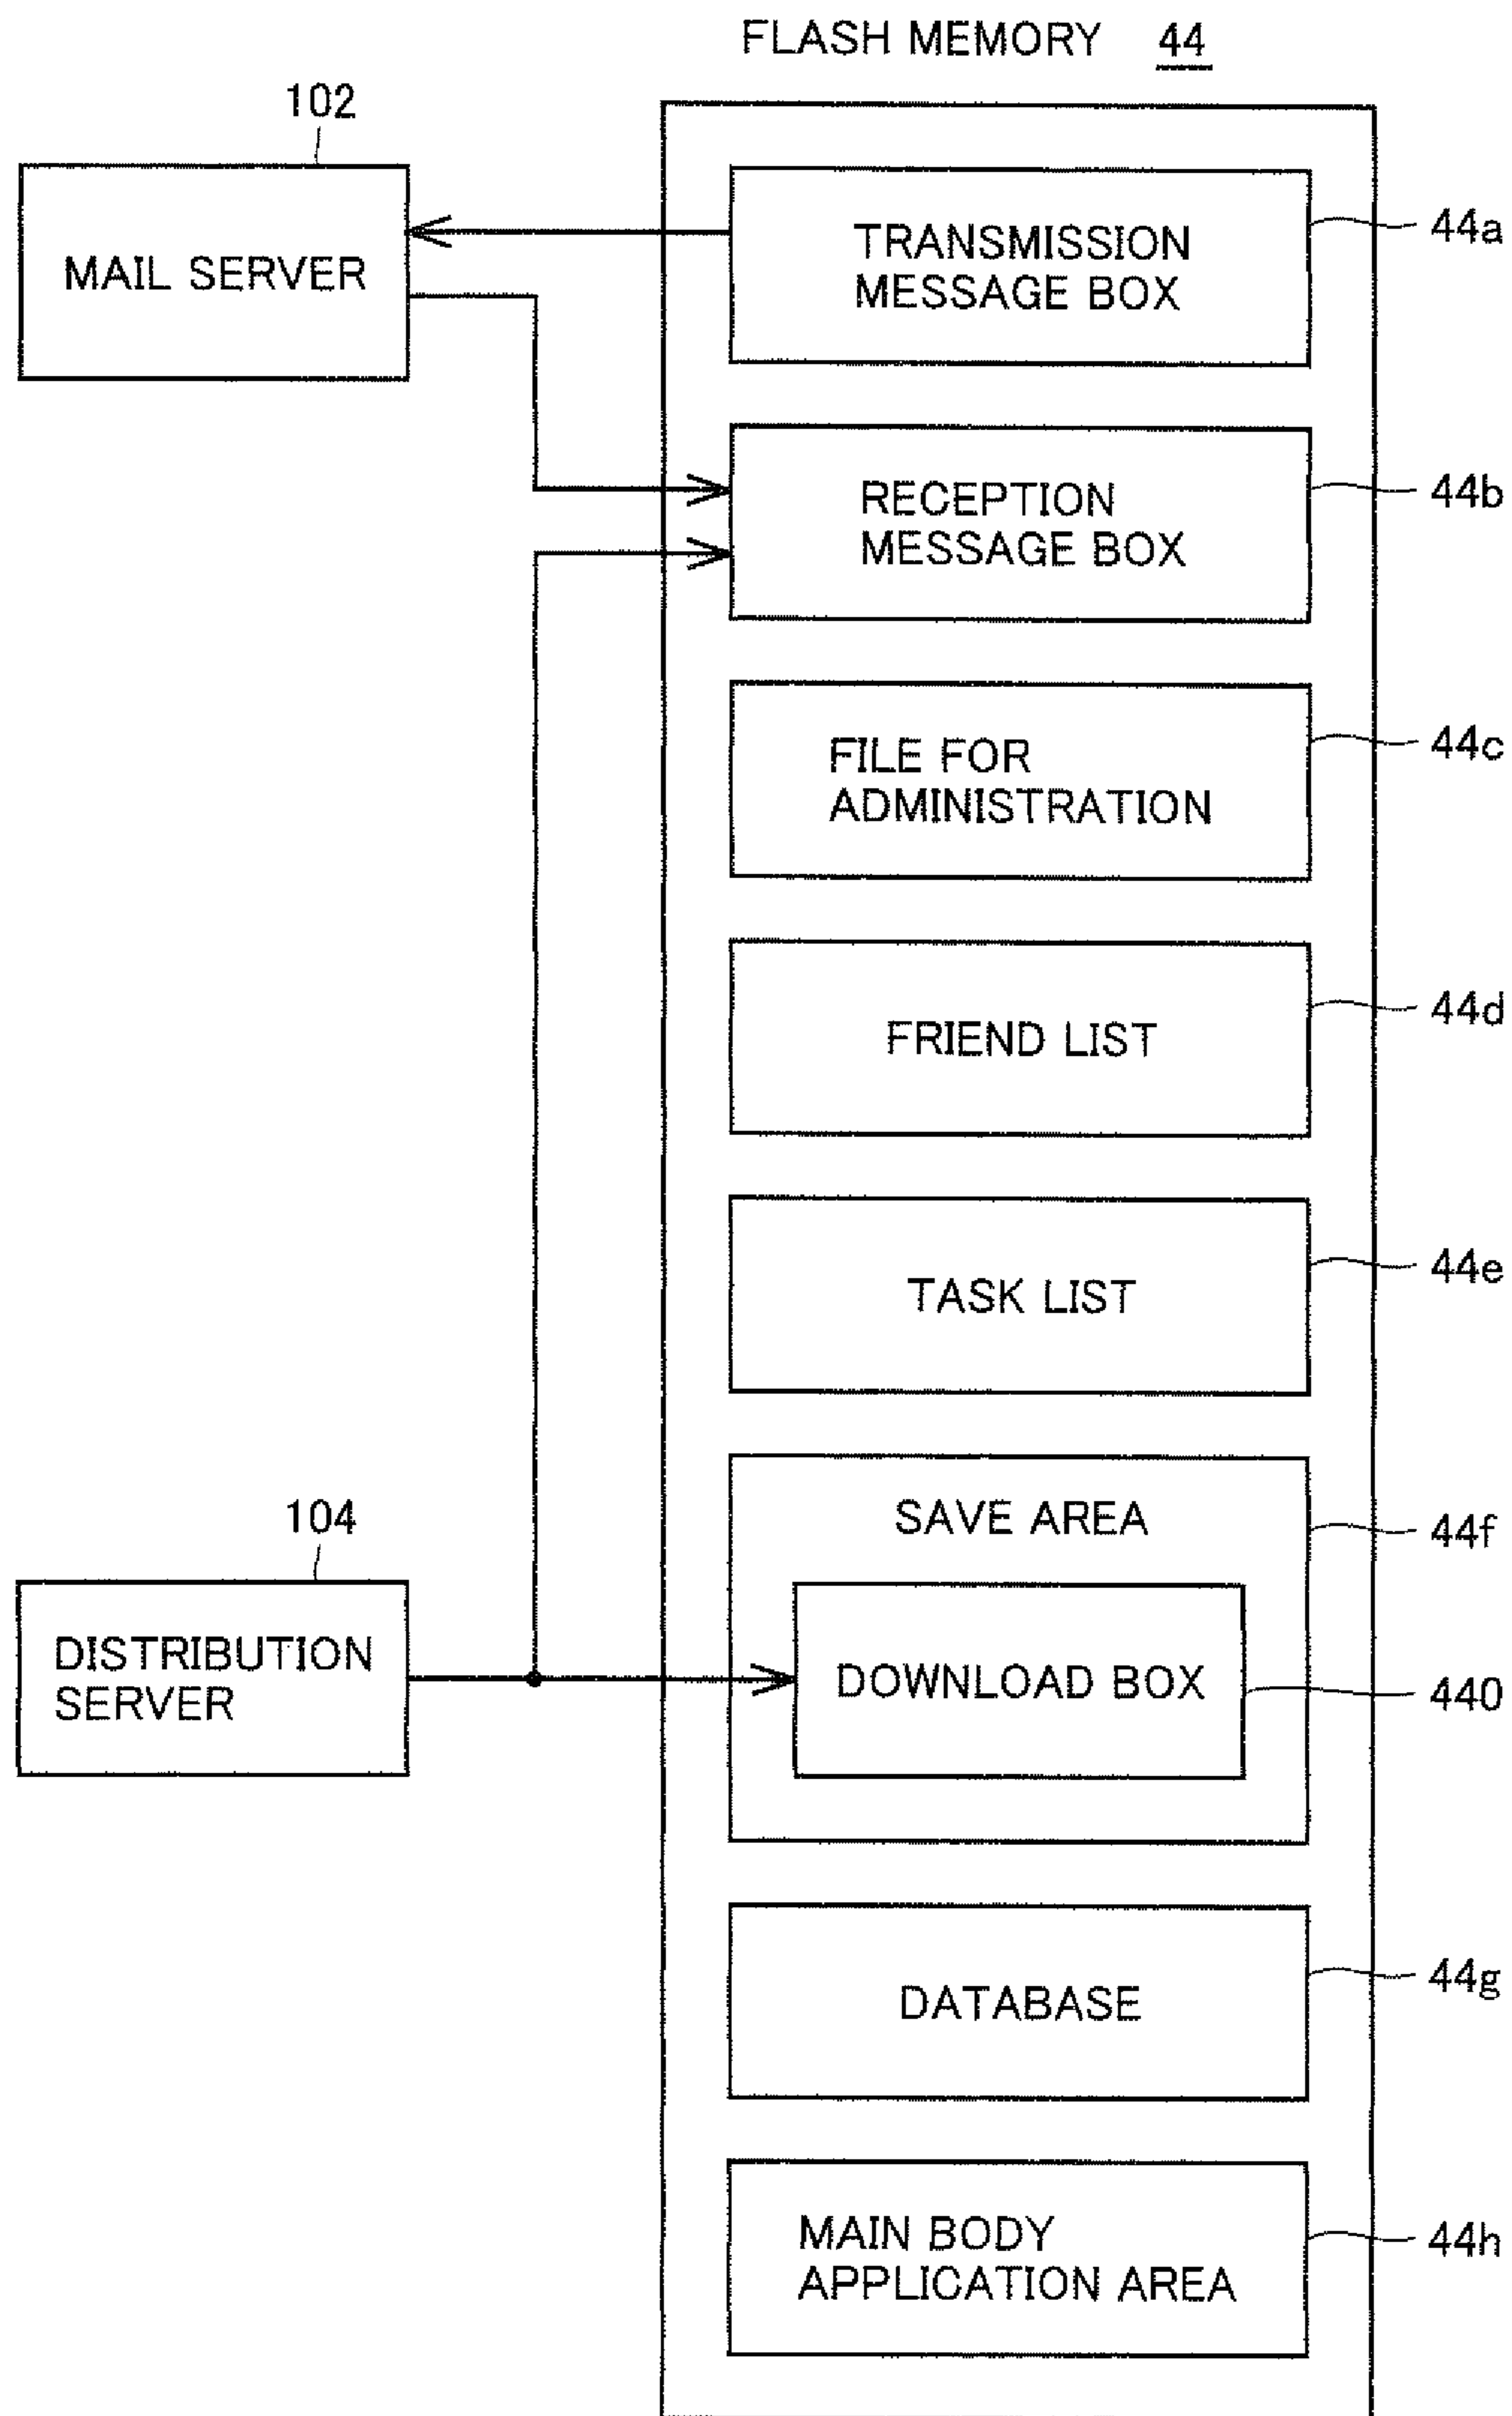 FLASH MEMORY 44
102
MAIL SERVER
TRANSMISSION
MESSAGE BOX
44a
RECEPTION
MESSAGE BOX
44b
FILE FOR
ADMINISTRATION
44c
FRIEND LIST
44d
TASK LIST
44e
SAVE AREA
44f
104
DISTRIBUTION
SERVER
DOWNLOAD BOX
440
DATABASE
44g
MAIN BODY
APPLICATION AREA
44h